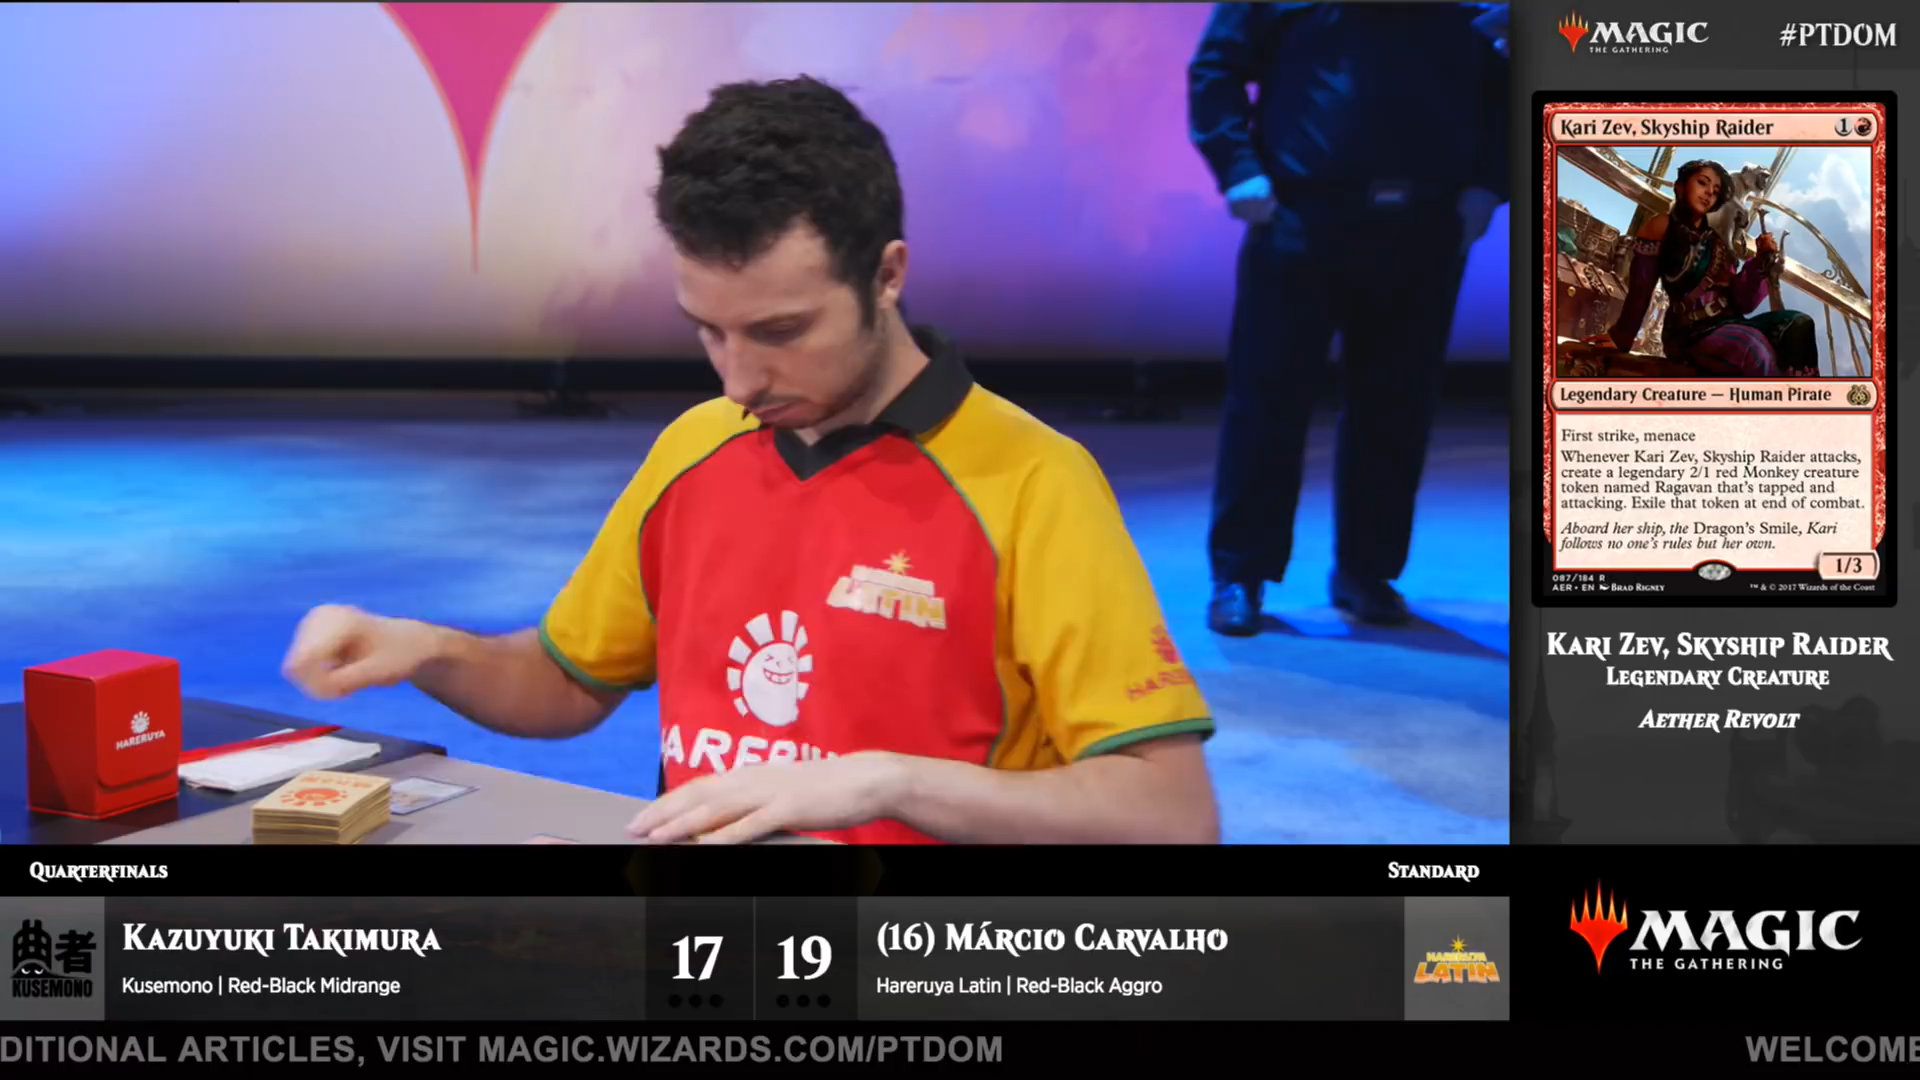 MAGIC
THE GATHERING
#PTDOM
Kari Zev, Skyship Raider 1
Legendary Creature — Human Pirate
First strike, menace
Whenever Kari Zev, Skyship Raider attacks,
create a legendary 2/1 red Monkey creature
token named Ragavan that's tapped and
attacking. Exile that token at end of combat.
Aboard her ship, the Dragon's Smile, Kari
follows no one's rules but her own.
1/3
087/184 R
AER • EN BRAD RIGNEY
™ & © 2017 Wizards of the Coast
KARI ZEV, SKYSHIP RAIDER
LEGENDARY CREATURE
AETHER REVOLT
LATIN
HARERUYA
QUARTERFINALS
STANDARD
曲者
KUSEMONO
KAZUYUKI TAKIMURA
Kusemono | Red-Black Midrange
17
19
(16) MÁRCIO CARVALHO
Hareruya Latin | Red-Black Aggro
HARERUYA
LATIN
MAGIC
THE GATHERING
DITIONAL ARTICLES, VISIT MAGIC.WIZARDS.COM/PTDOM
WELCOME